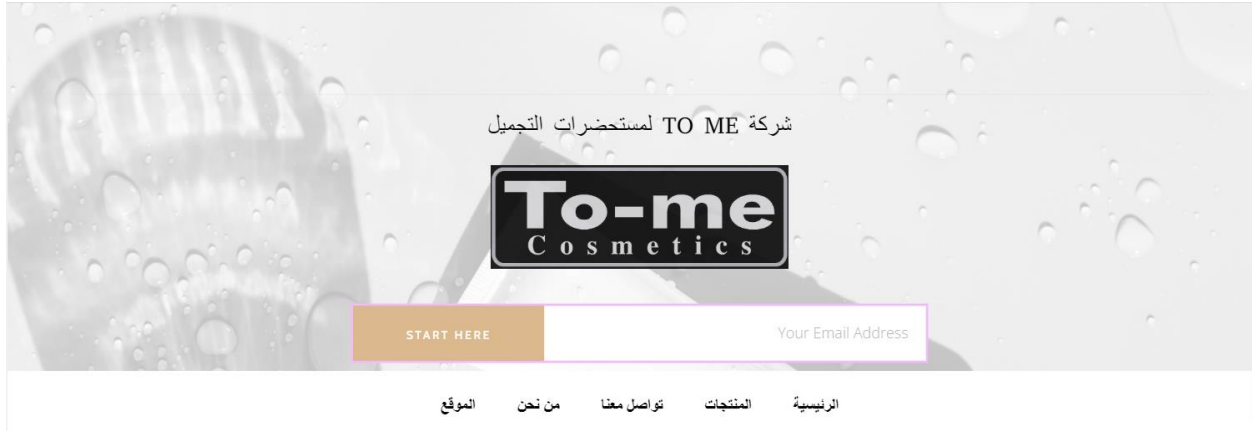 شركة TO ME لمستحضرات التجميل
To-me
Cosmetics
START HERE
Your Email Address
الرئيسية المنتجات تواصل معنا من نحن الموقع